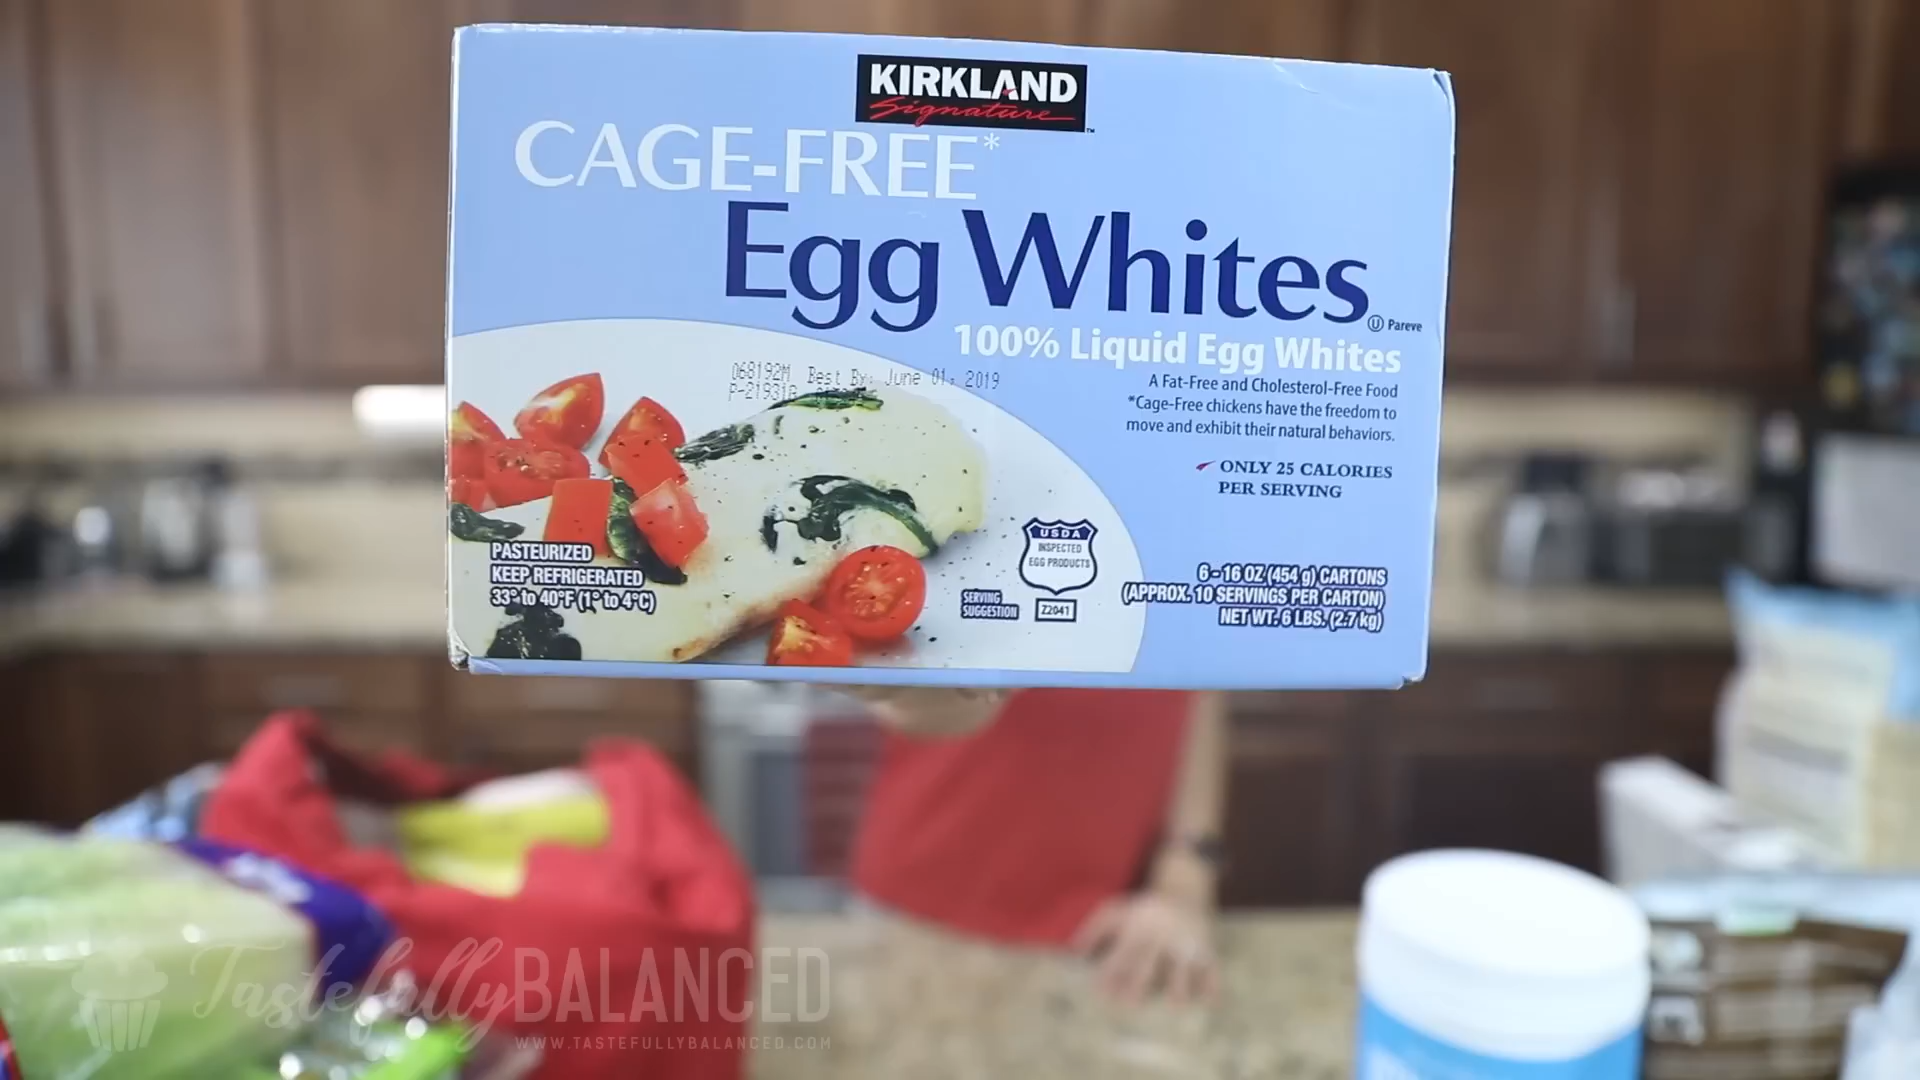 KIRKLAND
Signature
™
CAGE-FREE*
Egg Whites
Ⓤ Pareve
100% Liquid Egg Whites
A Fat-Free and Cholesterol-Free Food
*Cage-Free chickens have the freedom to
move and exhibit their natural behaviors.
ONLY 25 CALORIES
PER SERVING
068192M Best By: June 01, 2019
PASTEURIZED
KEEP REFRIGERATED
33° to 40°F (1° to 4°C)
USDA
INSPECTED
EGG PRODUCTS
SERVING
SUGGESTION
Z2041
6 - 16 OZ (454 g) CARTONS
(APPROX. 10 SERVINGS PER CARTON)
NET WT. 6 LBS. (2.7 kg)
Tastefully BALANCED
WWW.TASTEFULLYBALANCED.COM